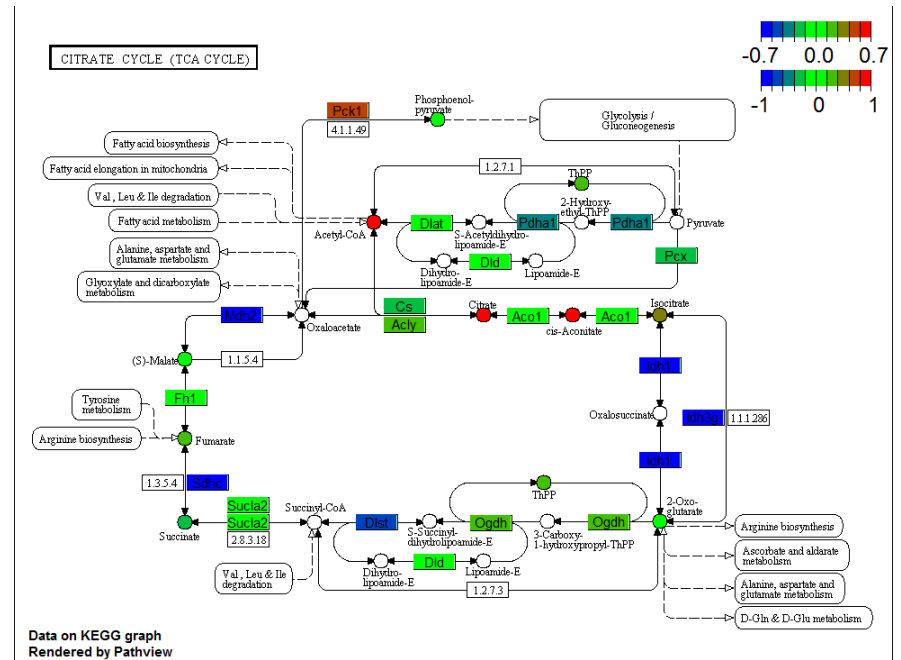 CITRATE CYCLE (TCA CYCLE)
-0.7 0.0 0.7
-1 0 1
Phosphoenol-
pyruvate
Pck1
4.1.1.49
Glycolysis /
Gluconeogenesis
Fatty acid biosynthesis
Fatty acid elongation in mitochondria
Val , Leu & Ile degradation
Fatty acid metabolism
Alanine, aspartate and
glutamate metabolism
Glyoxylate and dicarboxylate
metabolism
1.2.7.1
ThPP
2-Hydroxy-
ethyl-ThPP
Acetyl-CoA
Dlat
S-Acetyldihydro-
lipoamide-E
Pdha1
Pdha1
Pyruvate
Dld
Dihydro-
lipoamide-E
Lipoamide-E
Pcx
Mdh2
Oxaloacetate
Cs
Acly
Citrate
Aco1
cis-Aconitate
Aco1
Isocitrate
(S)-Malate
1.1.5.4
Idh1
Fh1
Tyrosine
metabolism
Arginine biosynthesis
Fumarate
Oxalosuccinate
Idh3g
1.1.1.286
Idh1
1.3.5.4
Sdhc
ThPP
Succinate
Sucla2
Sucla2
2.8.3.18
Succinyl-CoA
Dlst
S-Succinyl-
dihydrolipoamide-E
Ogdh
3-Carboxy-
1-hydroxypropyl-ThPP
Ogdh
2-Oxo-
glutarate
Val , Leu & Ile
degradation
Dihydro-
lipoamide-E
Dld
Lipoamide-E
1.2.7.3
Arginine biosynthesis
Ascorbate and aldarate
metabolism
Alanine, aspartate and
glutamate metabolism
D-Gln & D-Glu metabolism
Data on KEGG graph
Rendered by Pathview